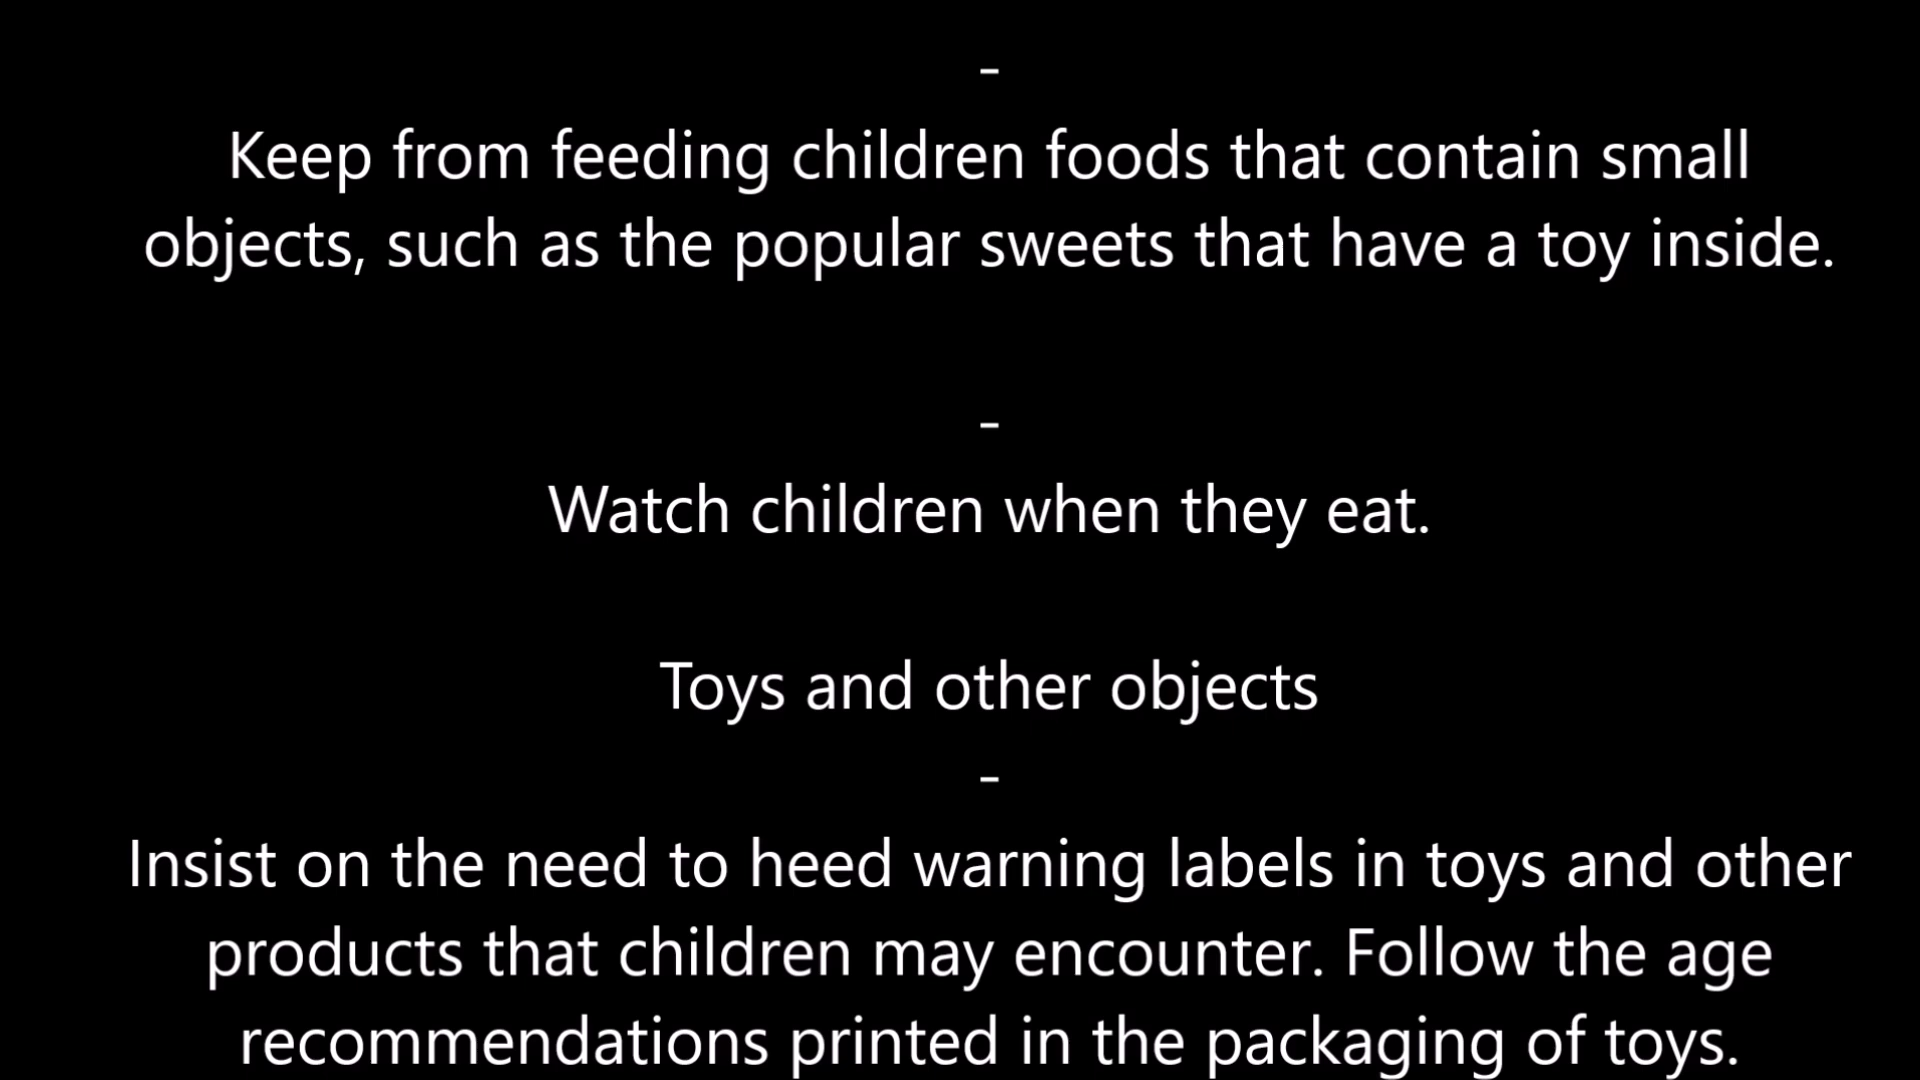 -
Keep from feeding children foods that contain small
objects, such as the popular sweets that have a toy inside.
-
Watch children when they eat.
Toys and other objects
-
Insist on the need to heed warning labels in toys and other
products that children may encounter. Follow the age
recommendations printed in the packaging of toys.